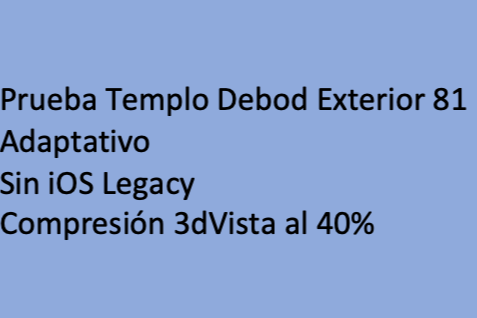 Prueba Templo Debod Exterior 81
Adaptativo
Sin iOS Legacy
Compresión 3dVista al 40%